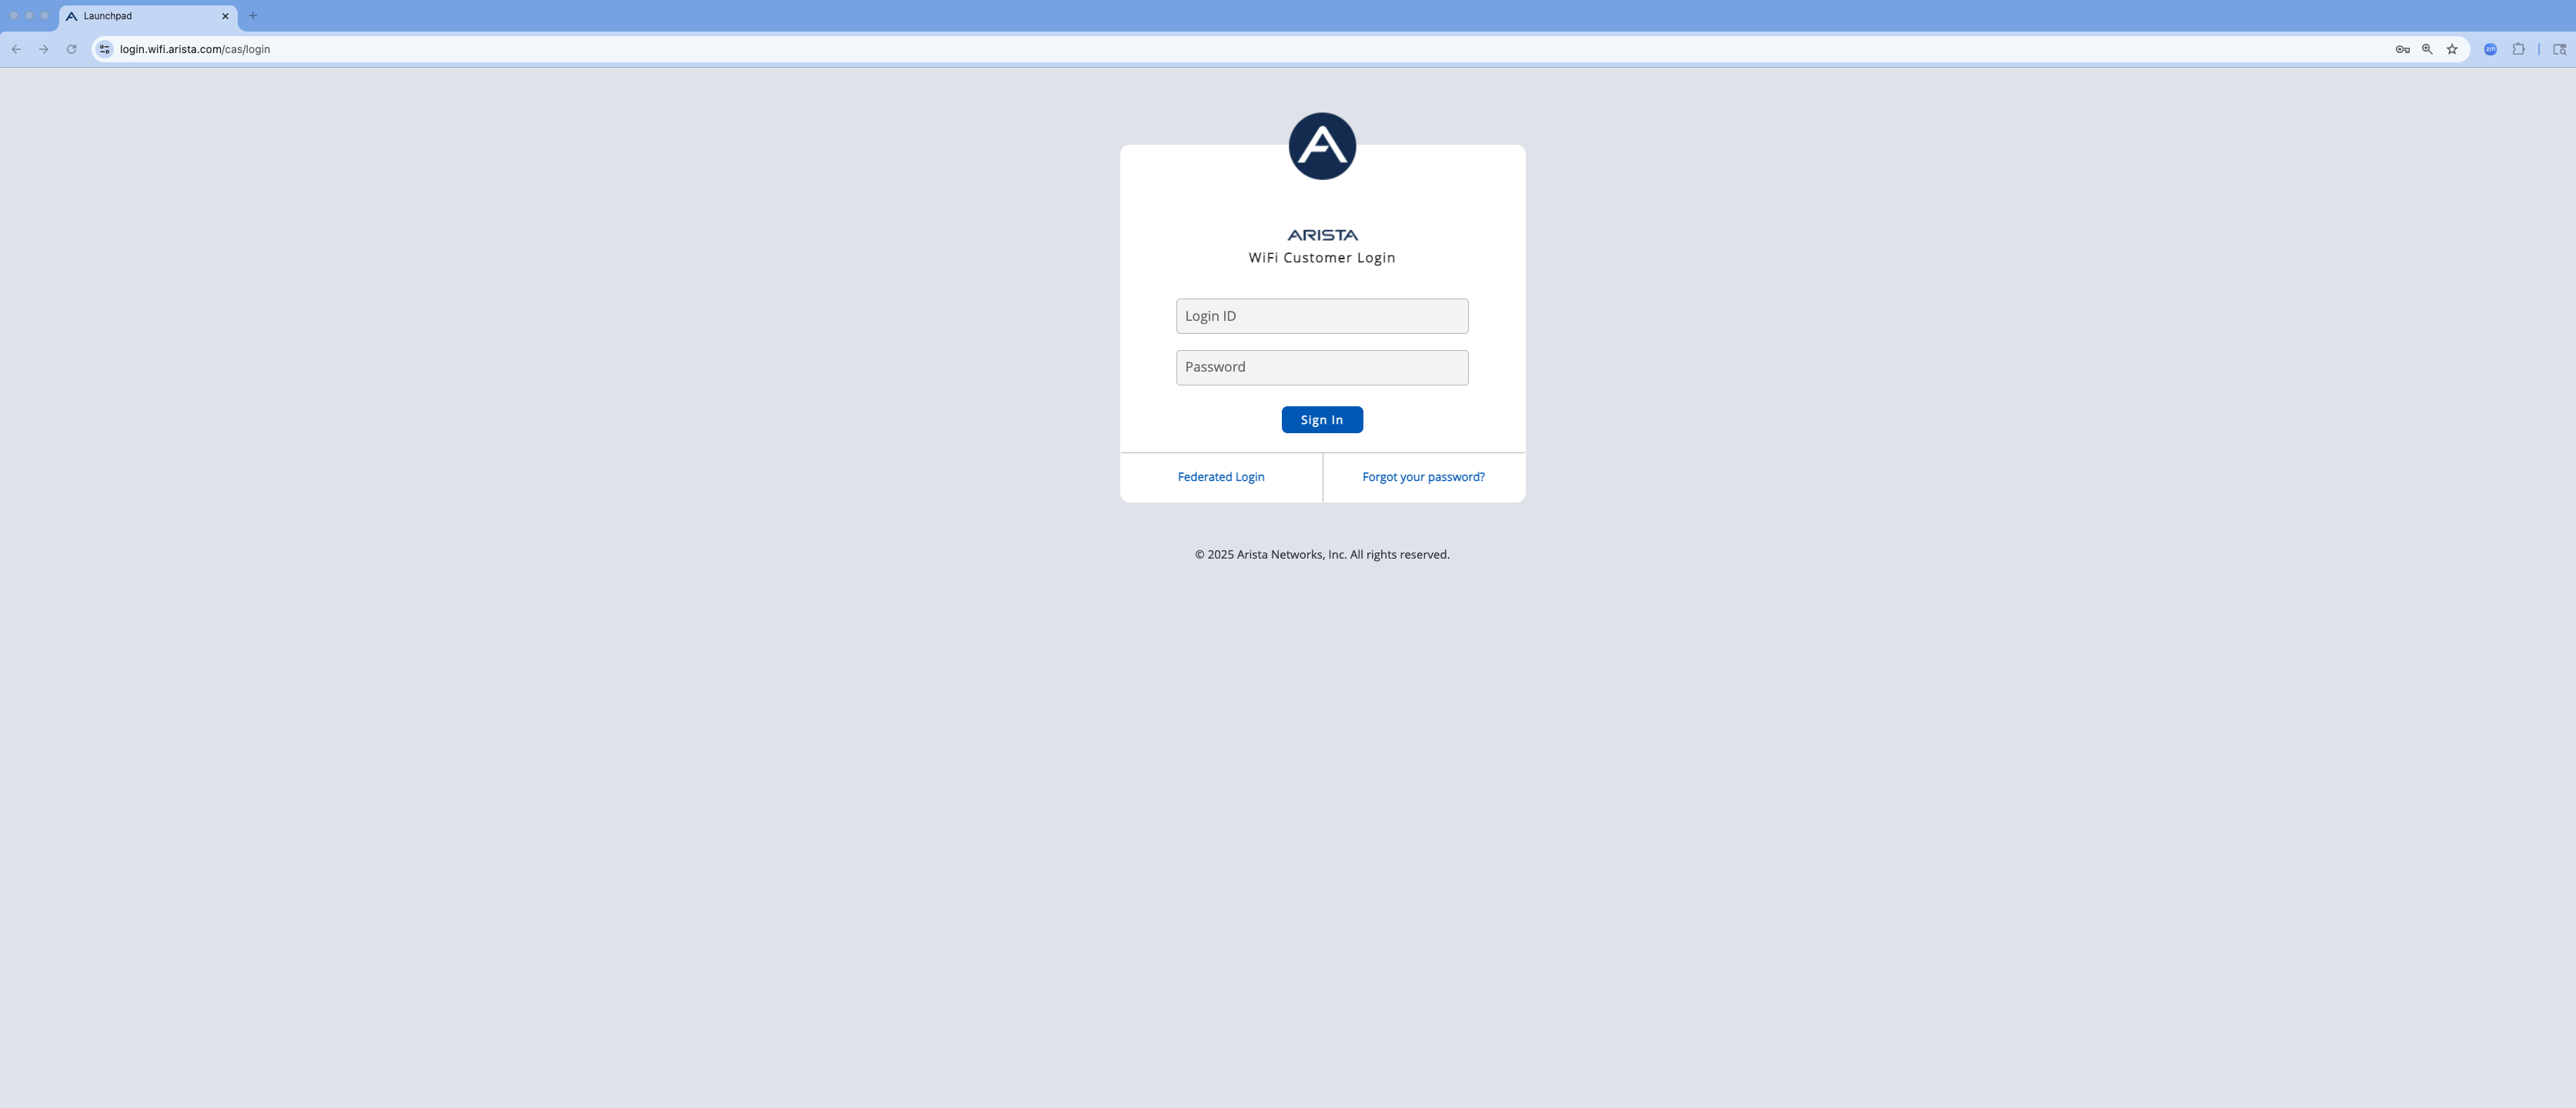 Launchpad
login.wifi.arista.com/cas/login
zm
ARISTA
WiFi Customer Login
Login ID
Password
Sign In
Federated Login
Forgot your password?
© 2025 Arista Networks, Inc. All rights reserved.